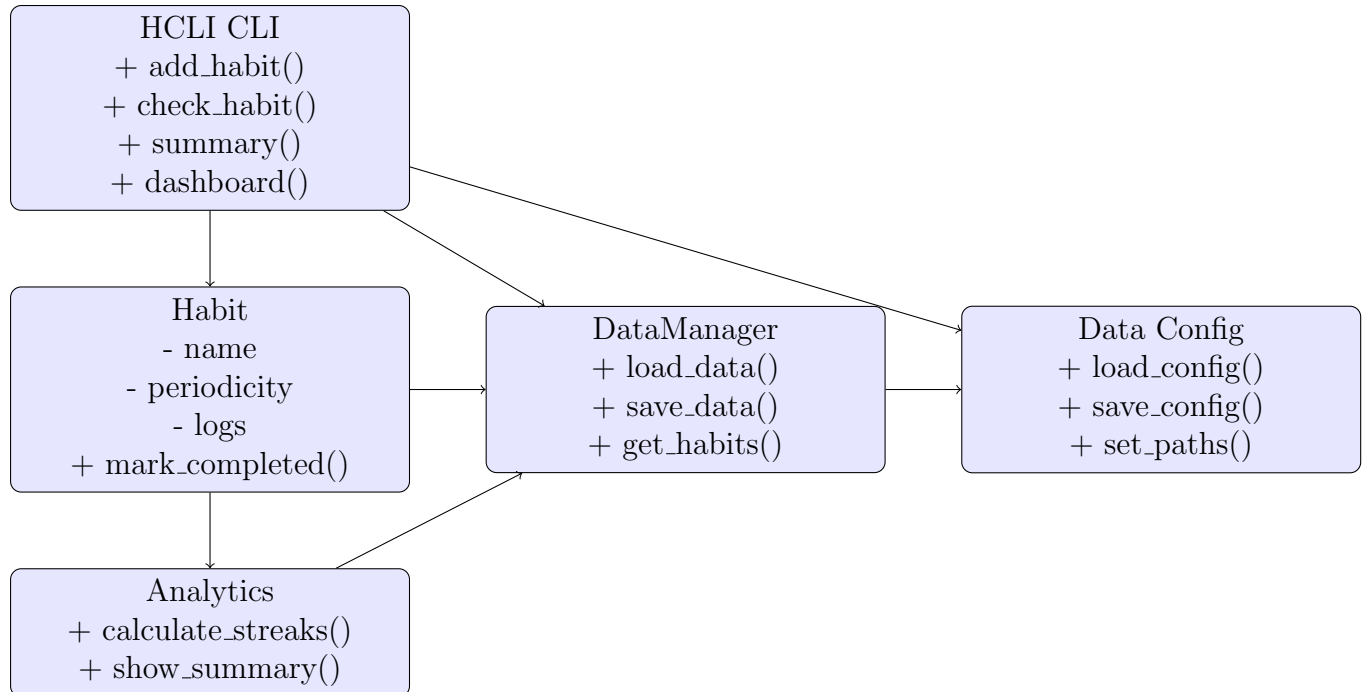 HCLI CLI
+ add_habit()
+ check_habit()
+ summary()
+ dashboard()
Habit
- name
- periodicity
- logs
+ mark_completed()
DataManager
+ load_data()
+ save_data()
+ get_habits()
Data Config
+ load_config()
+ save_config()
+ set_paths()
Analytics
+ calculate_streaks()
+ show_summary()